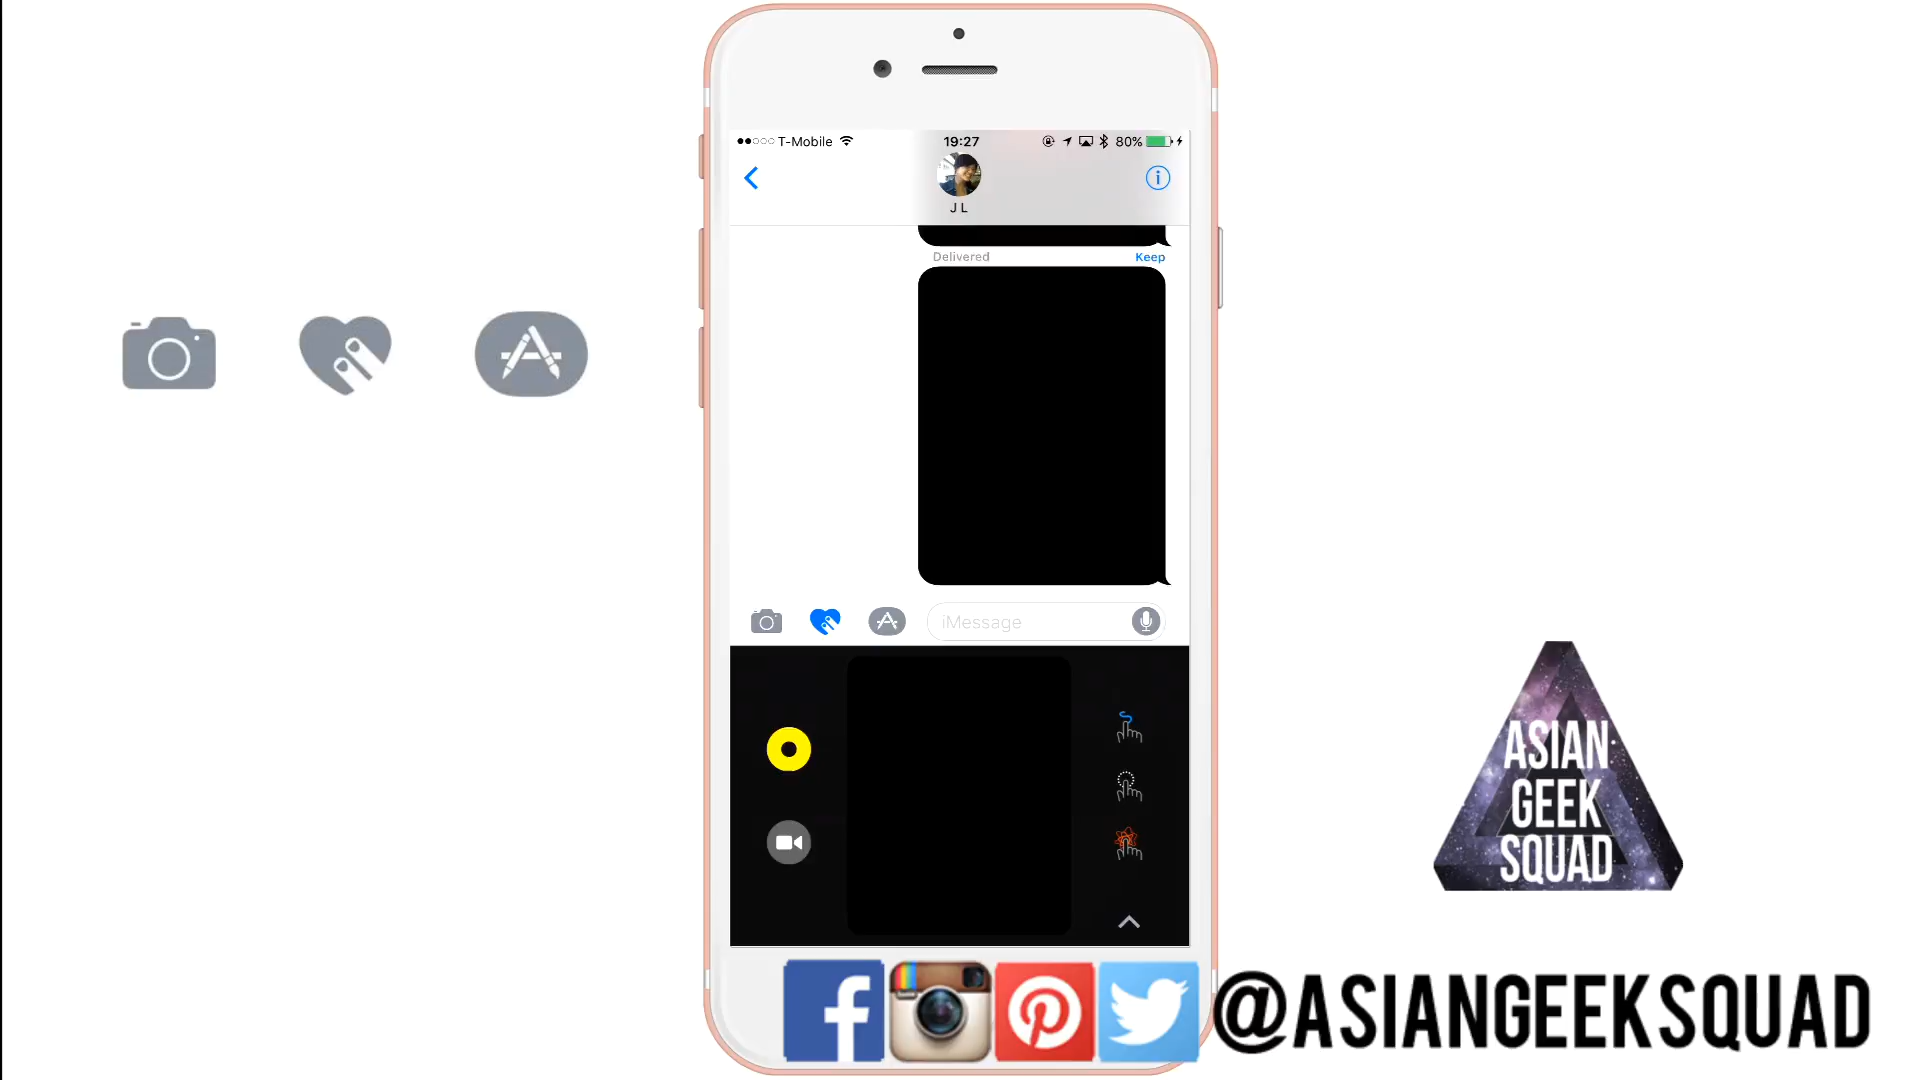 T-Mobile 19:27 80%
J L
Delivered Keep
iMessage
ASIAN
GEEK
SQUAD
@ASIANGEEKSQUAD